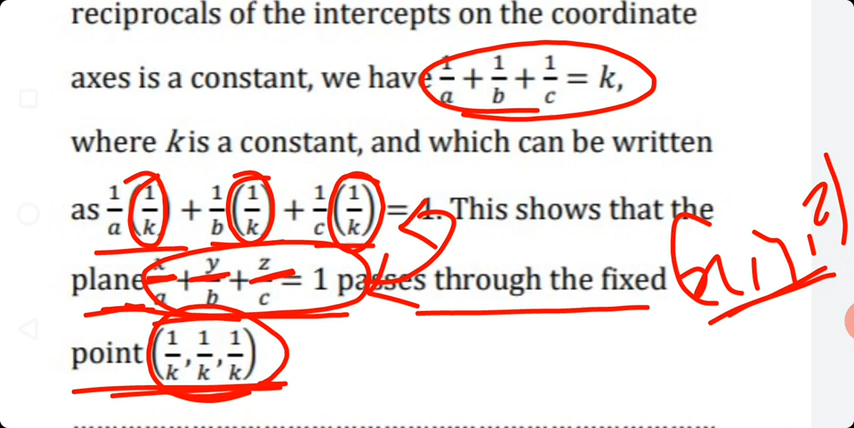 reciprocals of the intercepts on the coordinate
axes is a constant, we have 1/a + 1/b + 1/c = k,
where k is a constant, and which can be written
as 1/a (1/k) + 1/b (1/k) + 1/c (1/k) = 1. This shows that the
plane x/a + y/b + z/c = 1 passes through the fixed
(x, y, z)
point (1/k, 1/k, 1/k)